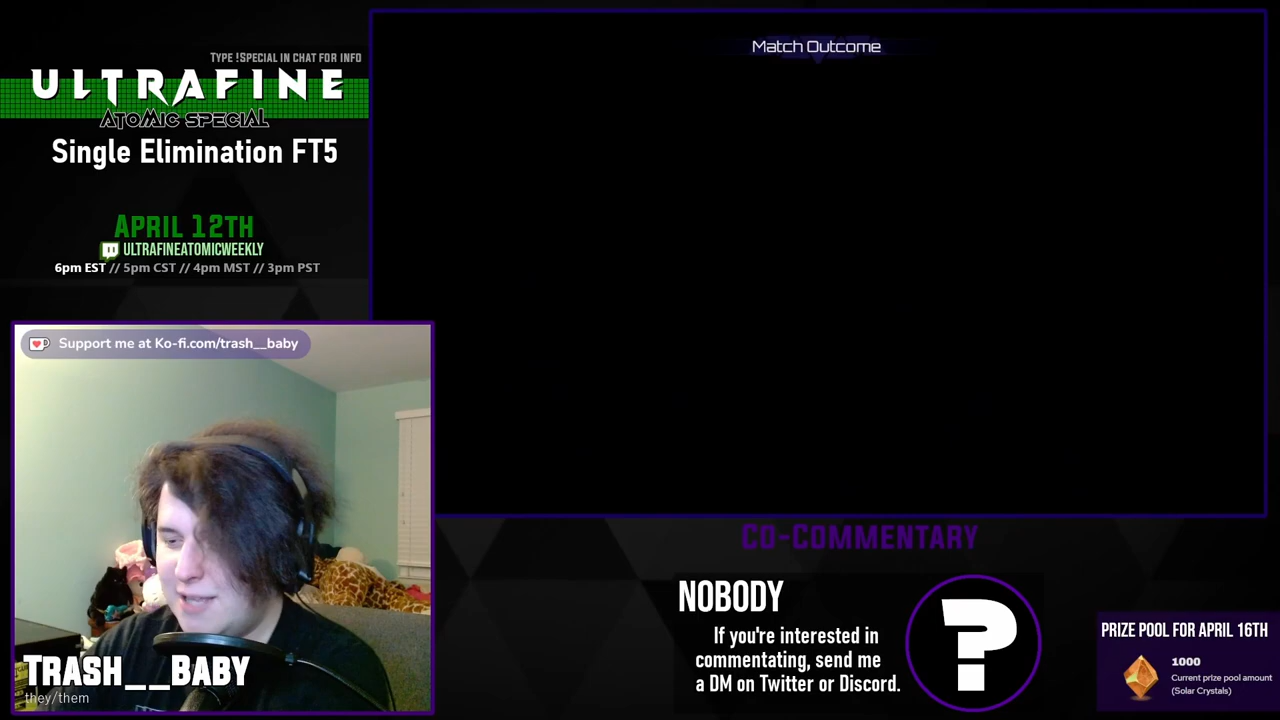 Type !Special in chat for info
ULTRAFINE
ATOMIC SPECIAL
Single Elimination FT5
April 12th
ULTRAFINEATOMICWEEKLY
6pm EST // 5pm CST // 4pm MST // 3pm PST
Match Outcome
Support me at Ko-fi.com/trash__baby
Trash__Baby
they/them
Co-Commentary
NOBODY
If you're interested in
commentating, send me
a DM on Twitter or Discord.
PRIZE POOL FOR APRIL 16TH
1000
Current prize pool amount
(Solar Crystals)